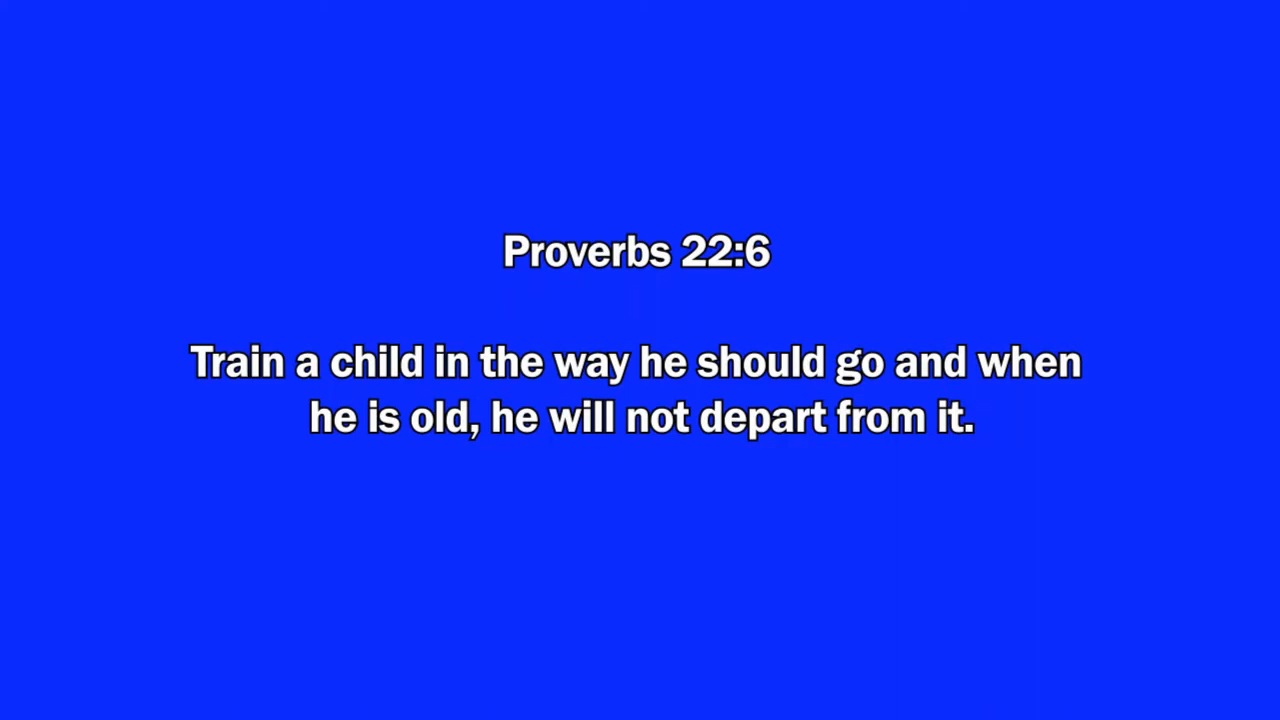 Proverbs 22:6
Train a child in the way he should go and when
he is old, he will not depart from it.